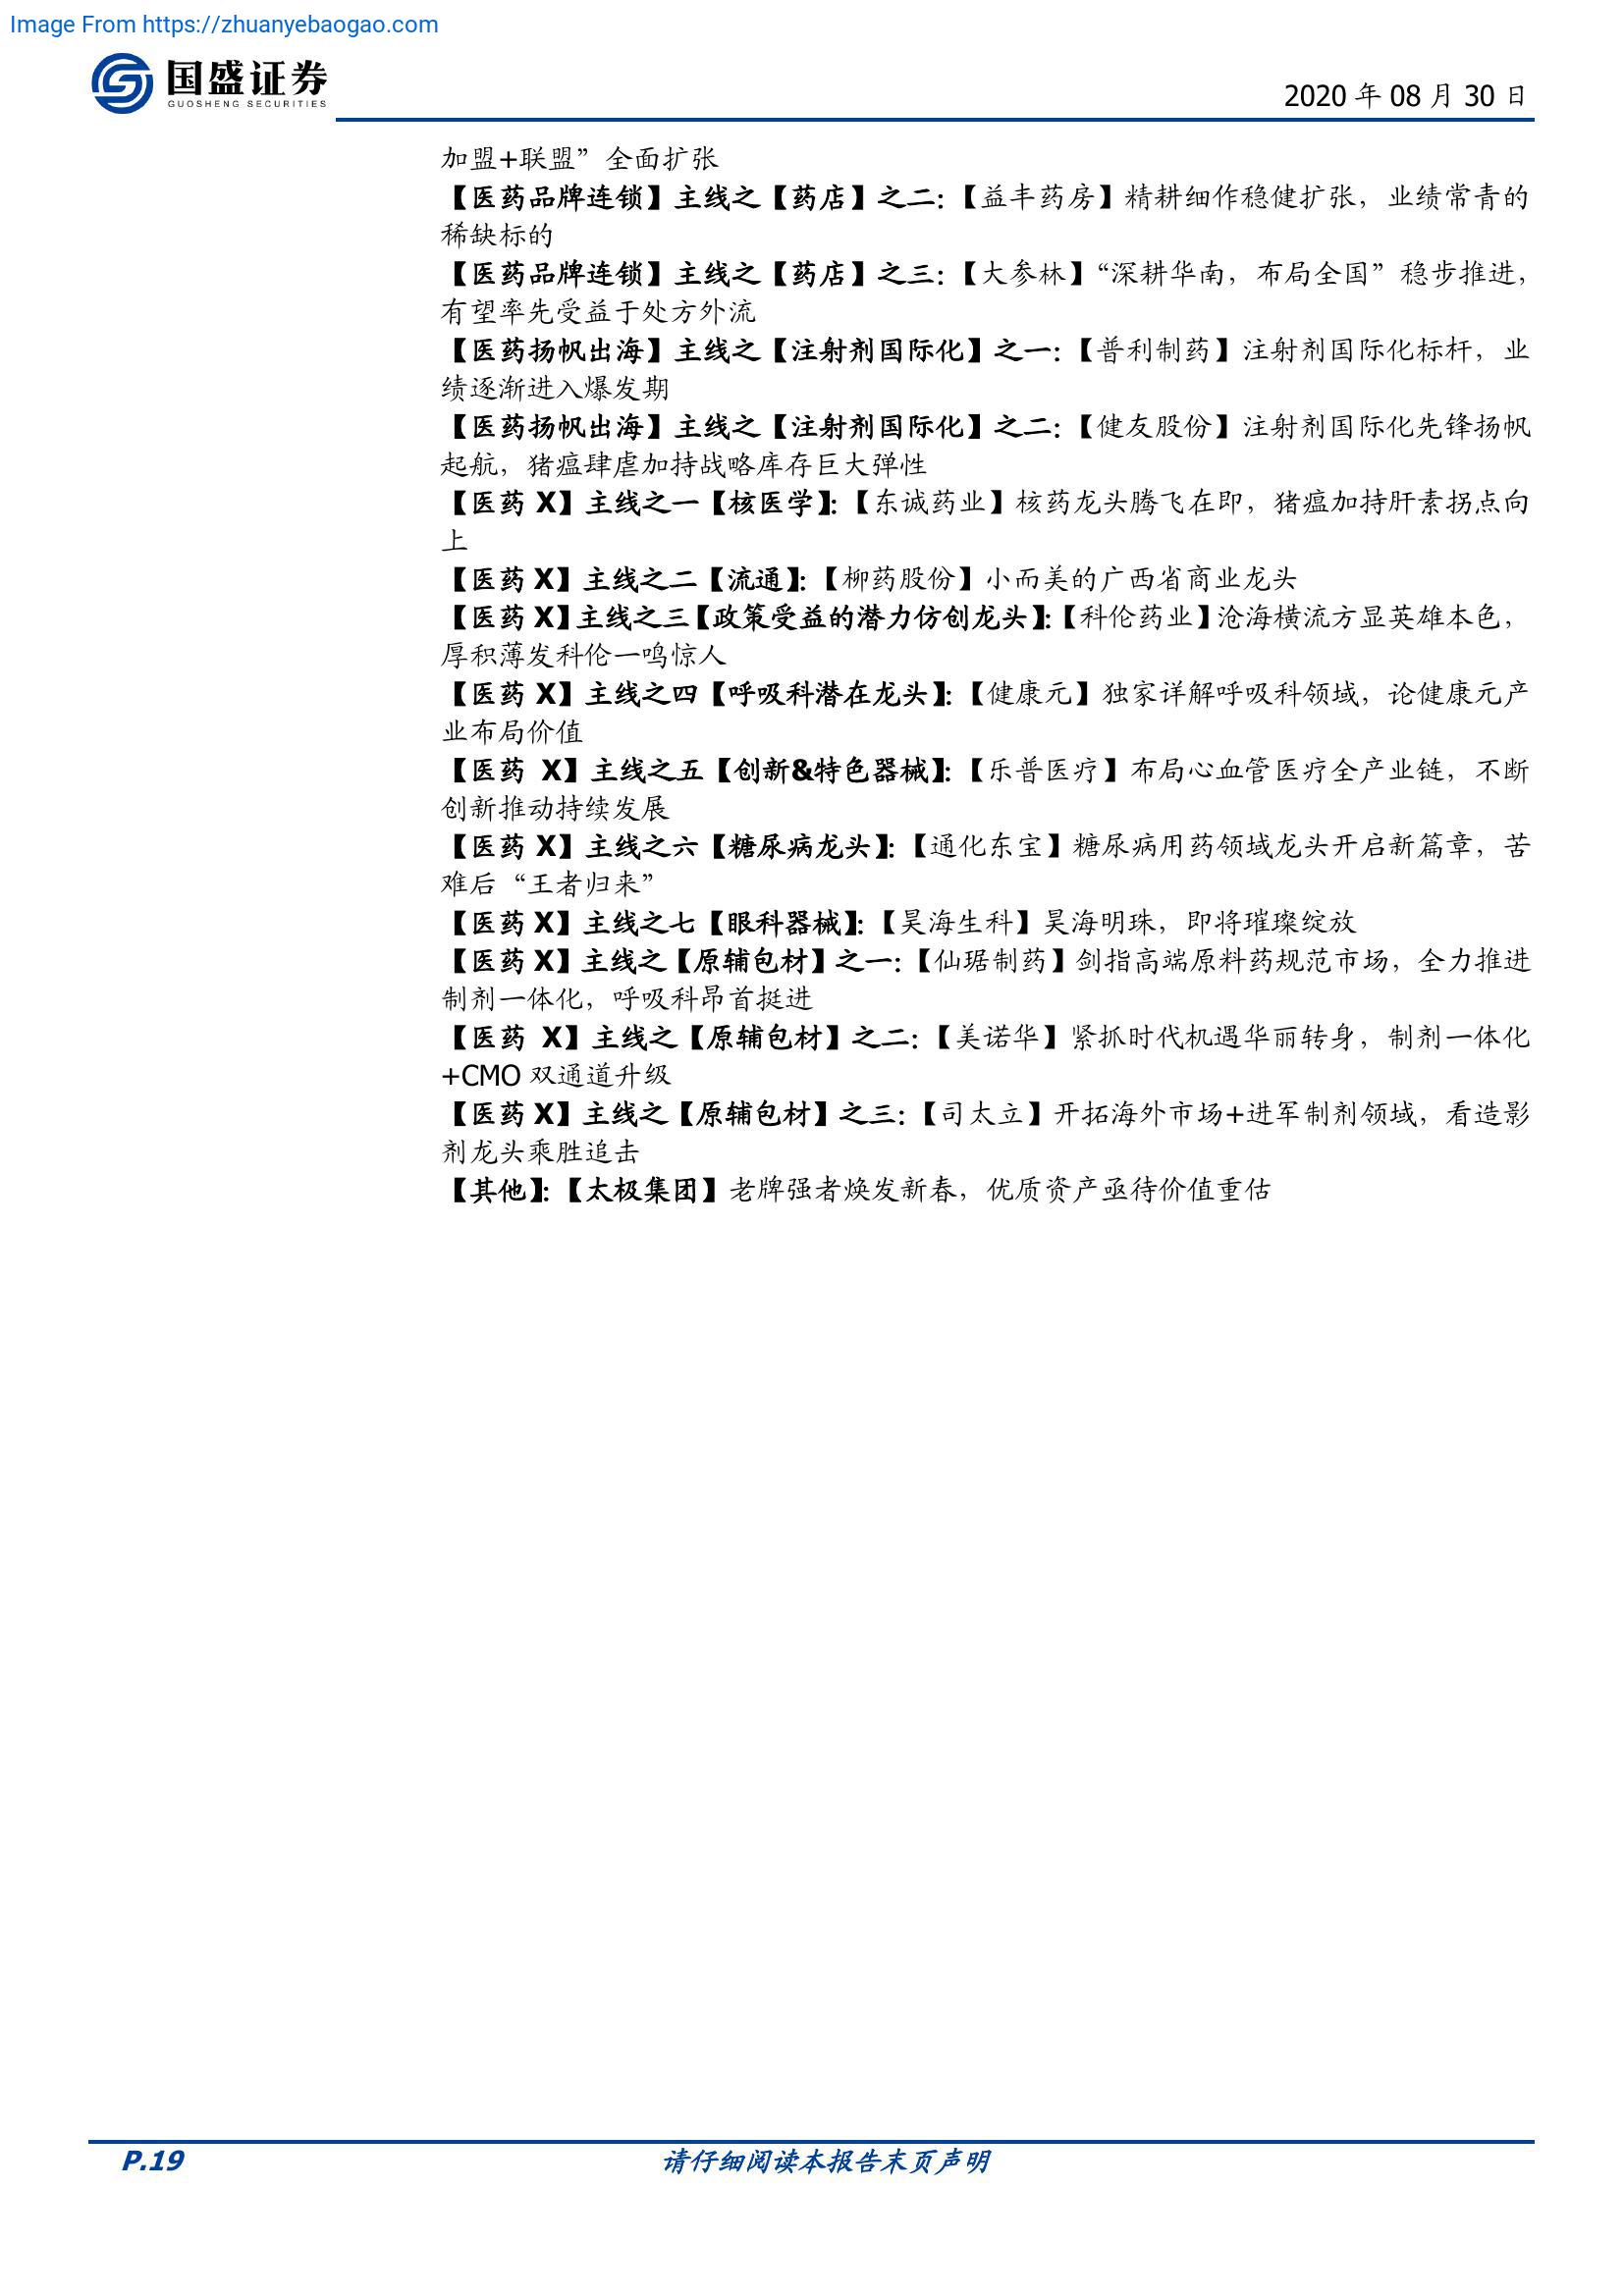 Image From https://zhuanyebaogao.com
国盛证券
GUOSHENG SECURITIES
2020 年 08 月 30 日
加盟+联盟”全面扩张
【医药品牌连锁】主线之【药店】之二：【益丰药房】精耕细作稳健扩张，业绩常青的
稀缺标的
【医药品牌连锁】主线之【药店】之三：【大参林】“深耕华南，布局全国”稳步推进，
有望率先受益于处方外流
【医药扬帆出海】主线之【注射剂国际化】之一：【普利制药】注射剂国际化标杆，业
绩逐渐进入爆发期
【医药扬帆出海】主线之【注射剂国际化】之二：【健友股份】注射剂国际化先锋扬帆
起航，猪瘟肆虐加持战略库存巨大弹性
【医药 X】主线之一【核医学】：【东诚药业】核药龙头腾飞在即，猪瘟加持肝素拐点向
上
【医药 X】主线之二【流通】：【柳药股份】小而美的广西省商业龙头
【医药 X】主线之三【政策受益的潜力仿创龙头】：【科伦药业】沧海横流方显英雄本色，
厚积薄发科伦一鸣惊人
【医药 X】主线之四【呼吸科潜在龙头】：【健康元】独家详解呼吸科领域，论健康元产
业布局价值
【医药 X】主线之五【创新&特色器械】：【乐普医疗】布局心血管医疗全产业链，不断
创新推动持续发展
【医药 X】主线之六【糖尿病龙头】：【通化东宝】糖尿病用药领域龙头开启新篇章，苦
难后“王者归来”
【医药 X】主线之七【眼科器械】：【昊海生科】昊海明珠，即将璀璨绽放
【医药 X】主线之【原辅包材】之一：【仙琚制药】剑指高端原料药规范市场，全力推进
制剂一体化，呼吸科昂首挺进
【医药 X】主线之【原辅包材】之二：【美诺华】紧抓时代机遇华丽转身，制剂一体化
+CMO 双通道升级
【医药 X】主线之【原辅包材】之三：【司太立】开拓海外市场+进军制剂领域，看造影
剂龙头乘胜追击
【其他】：【太极集团】老牌强者焕发新春，优质资产亟待价值重估
P.19
请仔细阅读本报告末页声明